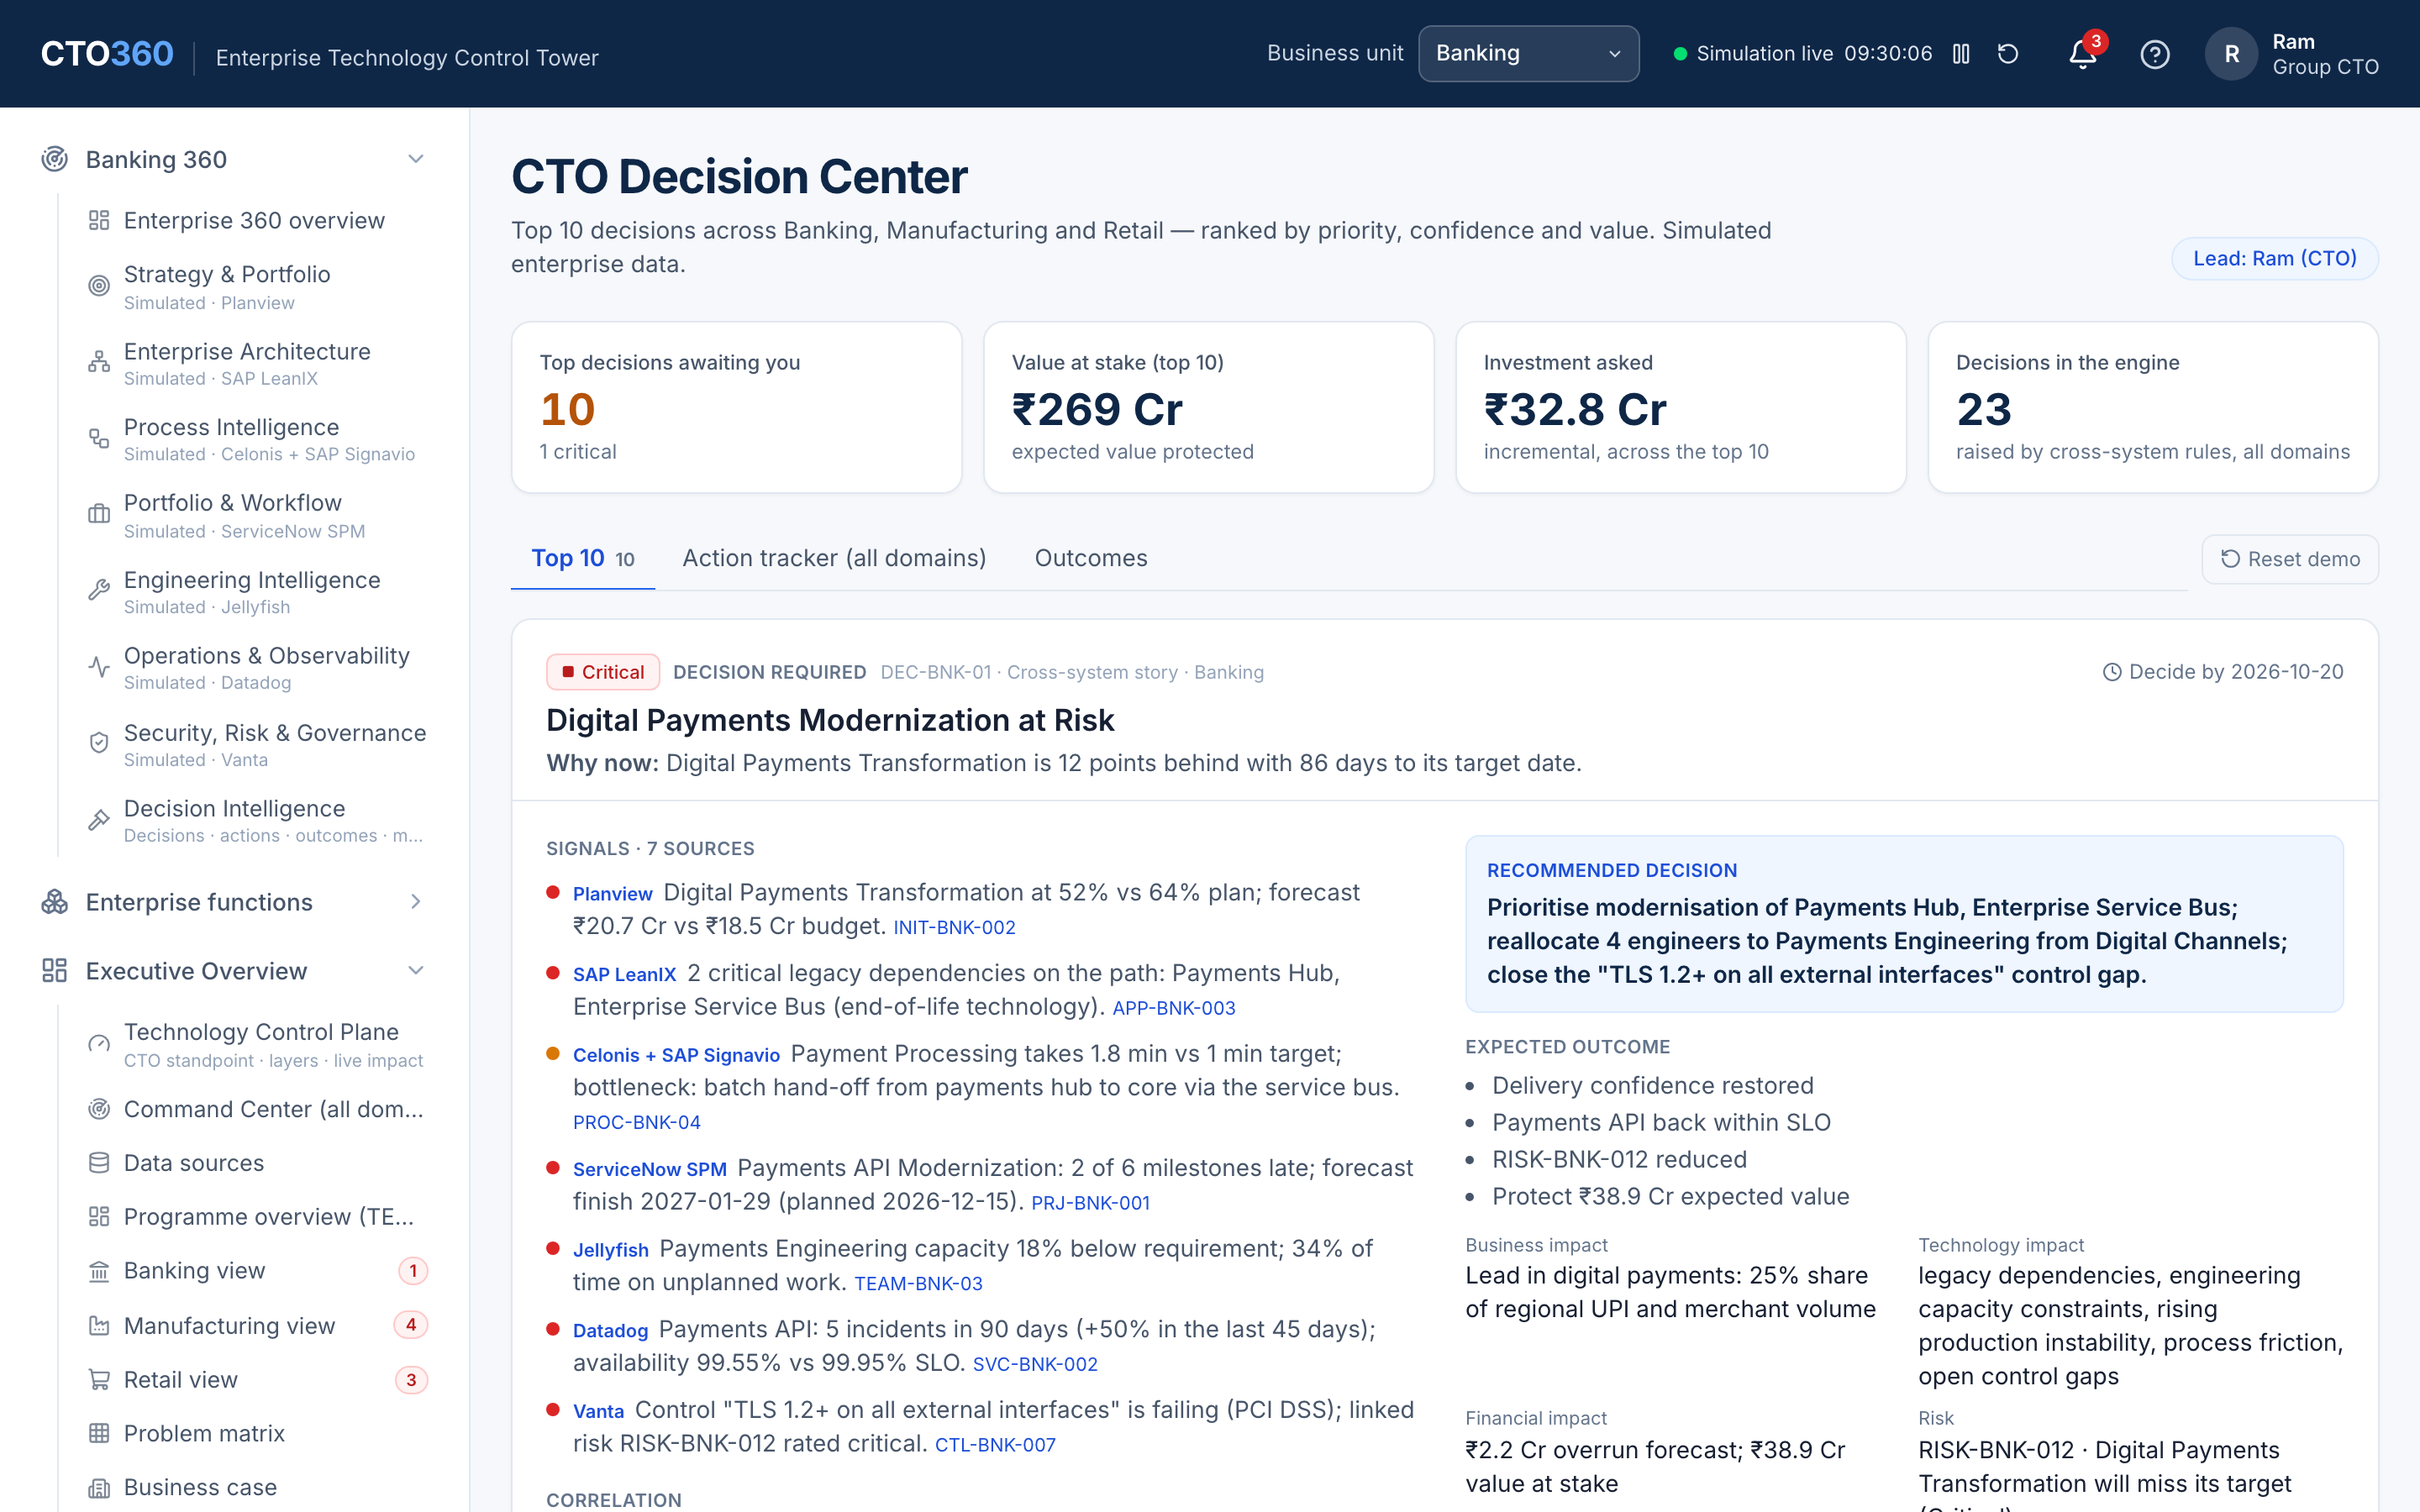 CTO360
Enterprise Technology Control Tower
Business unit
Banking
Simulation live 09:30:06
3
R
Ram
Group CTO
Banking 360
Enterprise 360 overview
Strategy & Portfolio
Simulated · Planview
Enterprise Architecture
Simulated · SAP LeanIX
Process Intelligence
Simulated · Celonis + SAP Signavio
Portfolio & Workflow
Simulated · ServiceNow SPM
Engineering Intelligence
Simulated · Jellyfish
Operations & Observability
Simulated · Datadog
Security, Risk & Governance
Simulated · Vanta
Decision Intelligence
Decisions · actions · outcomes · m...
Enterprise functions
Executive Overview
Technology Control Plane
CTO standpoint · layers · live impact
Command Center (all dom...
Data sources
Programme overview (TE...
Banking view
1
Manufacturing view
4
Retail view
3
Problem matrix
Business case
CTO Decision Center
Top 10 decisions across Banking, Manufacturing and Retail — ranked by priority, confidence and value. Simulated
enterprise data.
Lead: Ram (CTO)
Top decisions awaiting you
10
1 critical
Value at stake (top 10)
₹269 Cr
expected value protected
Investment asked
₹32.8 Cr
incremental, across the top 10
Decisions in the engine
23
raised by cross-system rules, all domains
Top 10 10
Action tracker (all domains)
Outcomes
Reset demo
Critical
DECISION REQUIRED
DEC-BNK-01 · Cross-system story · Banking
Decide by 2026-10-20
Digital Payments Modernization at Risk
Why now: Digital Payments Transformation is 12 points behind with 86 days to its target date.
SIGNALS · 7 SOURCES
Planview Digital Payments Transformation at 52% vs 64% plan; forecast
₹20.7 Cr vs ₹18.5 Cr budget. INIT-BNK-002
SAP LeanIX 2 critical legacy dependencies on the path: Payments Hub,
Enterprise Service Bus (end-of-life technology). APP-BNK-003
Celonis + SAP Signavio Payment Processing takes 1.8 min vs 1 min target;
bottleneck: batch hand-off from payments hub to core via the service bus.
PROC-BNK-04
ServiceNow SPM Payments API Modernization: 2 of 6 milestones late; forecast
finish 2027-01-29 (planned 2026-12-15). PRJ-BNK-001
Jellyfish Payments Engineering capacity 18% below requirement; 34% of
time on unplanned work. TEAM-BNK-03
Datadog Payments API: 5 incidents in 90 days (+50% in the last 45 days);
availability 99.55% vs 99.95% SLO. SVC-BNK-002
Vanta Control "TLS 1.2+ on all external interfaces" is failing (PCI DSS); linked
risk RISK-BNK-012 rated critical. CTL-BNK-007
CORRELATION
RECOMMENDED DECISION
Prioritise modernisation of Payments Hub, Enterprise Service Bus;
reallocate 4 engineers to Payments Engineering from Digital Channels;
close the "TLS 1.2+ on all external interfaces" control gap.
EXPECTED OUTCOME
• Delivery confidence restored
• Payments API back within SLO
• RISK-BNK-012 reduced
• Protect ₹38.9 Cr expected value
Business impact
Lead in digital payments: 25% share
of regional UPI and merchant volume
Technology impact
legacy dependencies, engineering
capacity constraints, rising
production instability, process friction,
open control gaps
Financial impact
₹2.2 Cr overrun forecast; ₹38.9 Cr
value at stake
Risk
RISK-BNK-012 · Digital Payments
Transformation will miss its target